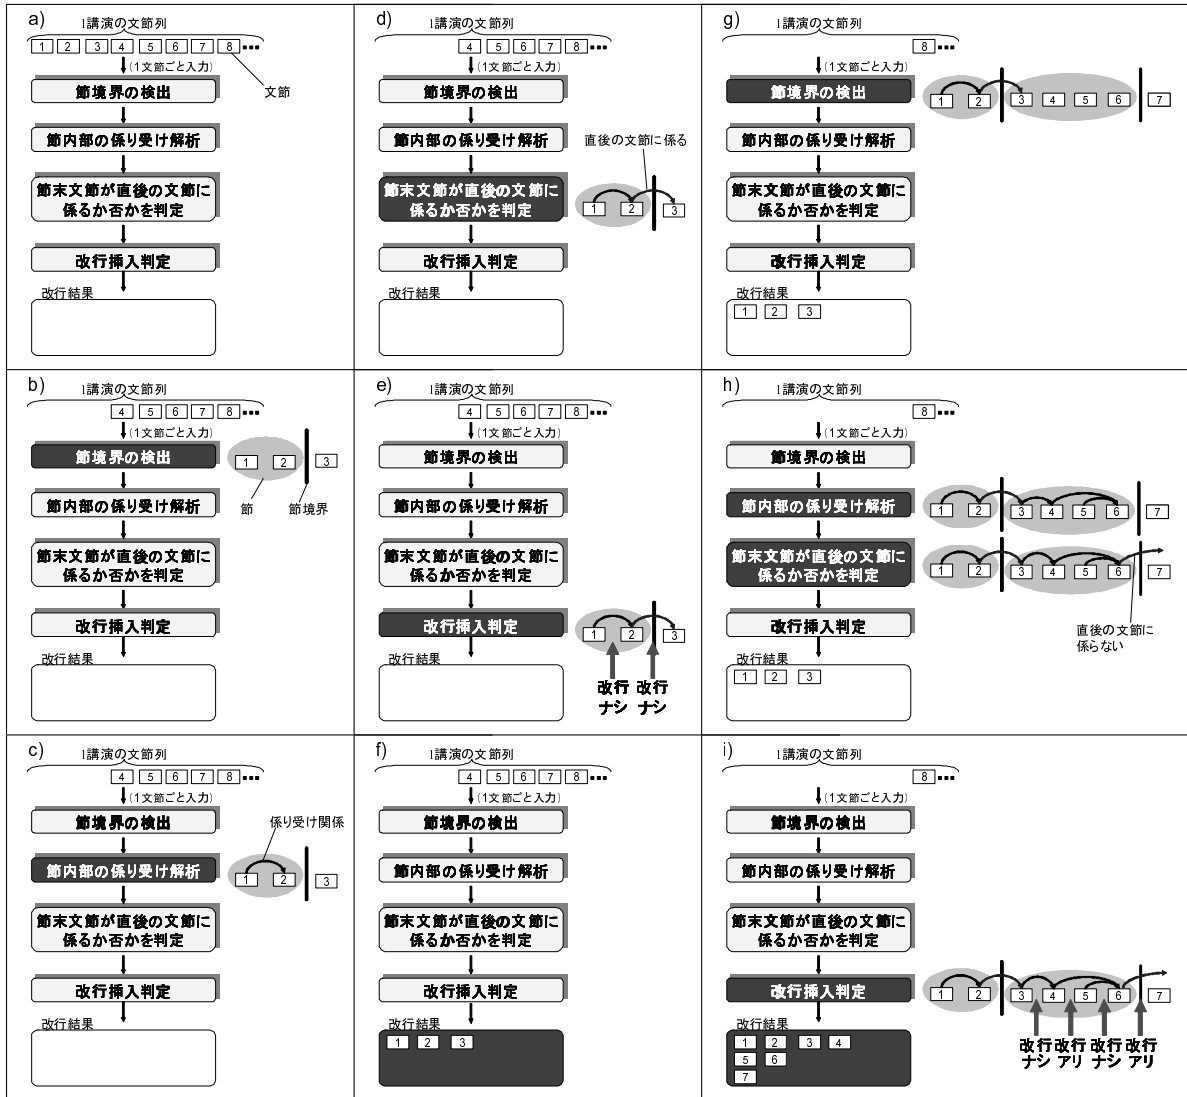 a)
1講演の文節列
1 2 3 4 5 6 7 8 ▪▪▪
(1文節ごと入力)
文節
節境界の検出
節内部の係り受け解析
節末文節が直後の文節に
係るか否かを判定
改行挿入判定
改行結果
b)
1講演の文節列
4 5 6 7 8 ▪▪▪
(1文節ごと入力)
節境界の検出
1 2 3
節 節境界
節内部の係り受け解析
節末文節が直後の文節に
係るか否かを判定
改行挿入判定
改行結果
c)
1講演の文節列
4 5 6 7 8 ▪▪▪
(1文節ごと入力)
節境界の検出
係り受け関係
節内部の係り受け解析
1 2 3
節末文節が直後の文節に
係るか否かを判定
改行挿入判定
改行結果
d)
1講演の文節列
4 5 6 7 8 ▪▪▪
(1文節ごと入力)
節境界の検出
節内部の係り受け解析
直後の文節に係る
節末文節が直後の文節に
係るか否かを判定
1 2 3
改行挿入判定
改行結果
e)
1講演の文節列
4 5 6 7 8 ▪▪▪
(1文節ごと入力)
節境界の検出
節内部の係り受け解析
節末文節が直後の文節に
係るか否かを判定
改行挿入判定
1 2 3
改行 改行
ナシ ナシ
改行結果
f)
1講演の文節列
4 5 6 7 8 ▪▪▪
(1文節ごと入力)
節境界の検出
節内部の係り受け解析
節末文節が直後の文節に
係るか否かを判定
改行挿入判定
改行結果
1 2 3
g)
1講演の文節列
8 ▪▪▪
(1文節ごと入力)
節境界の検出
1 2 3 4 5 6 7
節内部の係り受け解析
節末文節が直後の文節に
係るか否かを判定
改行挿入判定
改行結果
1 2 3
h)
1講演の文節列
8 ▪▪▪
(1文節ごと入力)
節境界の検出
節内部の係り受け解析
1 2 3 4 5 6 7
節末文節が直後の文節に
係るか否かを判定
1 2 3 4 5 6 7
直後の文節に
係らない
改行挿入判定
改行結果
1 2 3
i)
1講演の文節列
8 ▪▪▪
(1文節ごと入力)
節境界の検出
節内部の係り受け解析
節末文節が直後の文節に
係るか否かを判定
改行挿入判定
1 2 3 4 5 6 7
改行 改行 改行 改行
ナシ アリ ナシ アリ
改行結果
1 2 3 4
5 6
7